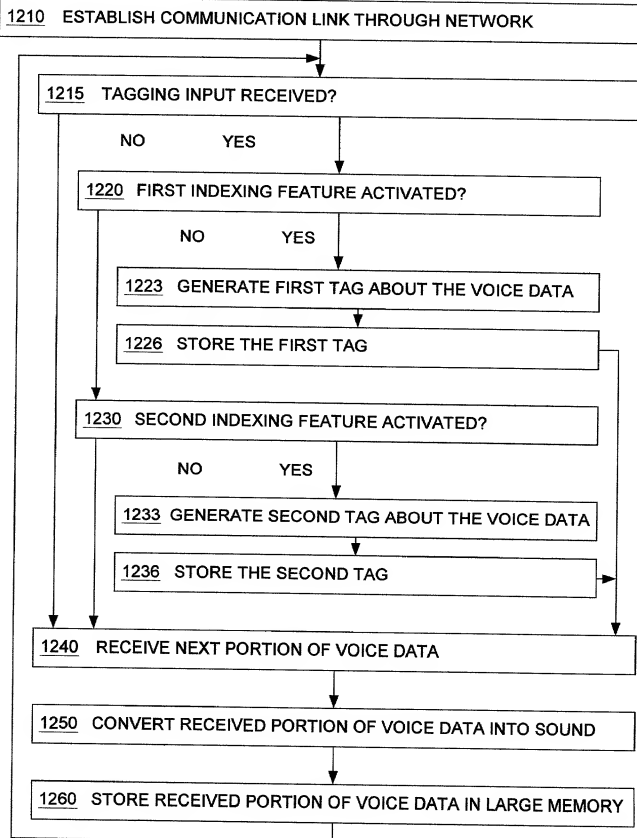 1210 ESTABLISH COMMUNICATION LINK THROUGH NETWORK
1215 TAGGING INPUT RECEIVED?
NO YES
1220 FIRST INDEXING FEATURE ACTIVATED?
NO YES
1223 GENERATE FIRST TAG ABOUT THE VOICE DATA
1226 STORE THE FIRST TAG
1230 SECOND INDEXING FEATURE ACTIVATED?
NO YES
1233 GENERATE SECOND TAG ABOUT THE VOICE DATA
1236 STORE THE SECOND TAG
1240 RECEIVE NEXT PORTION OF VOICE DATA
1250 CONVERT RECEIVED PORTION OF VOICE DATA INTO SOUND
1260 STORE RECEIVED PORTION OF VOICE DATA IN LARGE MEMORY